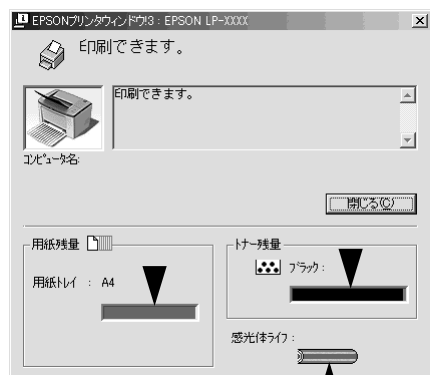 EPSONプリンタウィンドウ!3 : EPSON LP-XXXX
印刷できます。
印刷できます。
コンピュータ名:
閉じる(C)
用紙残量
用紙トレイ : A4
トナー残量
ブラック :
感光体ライフ :